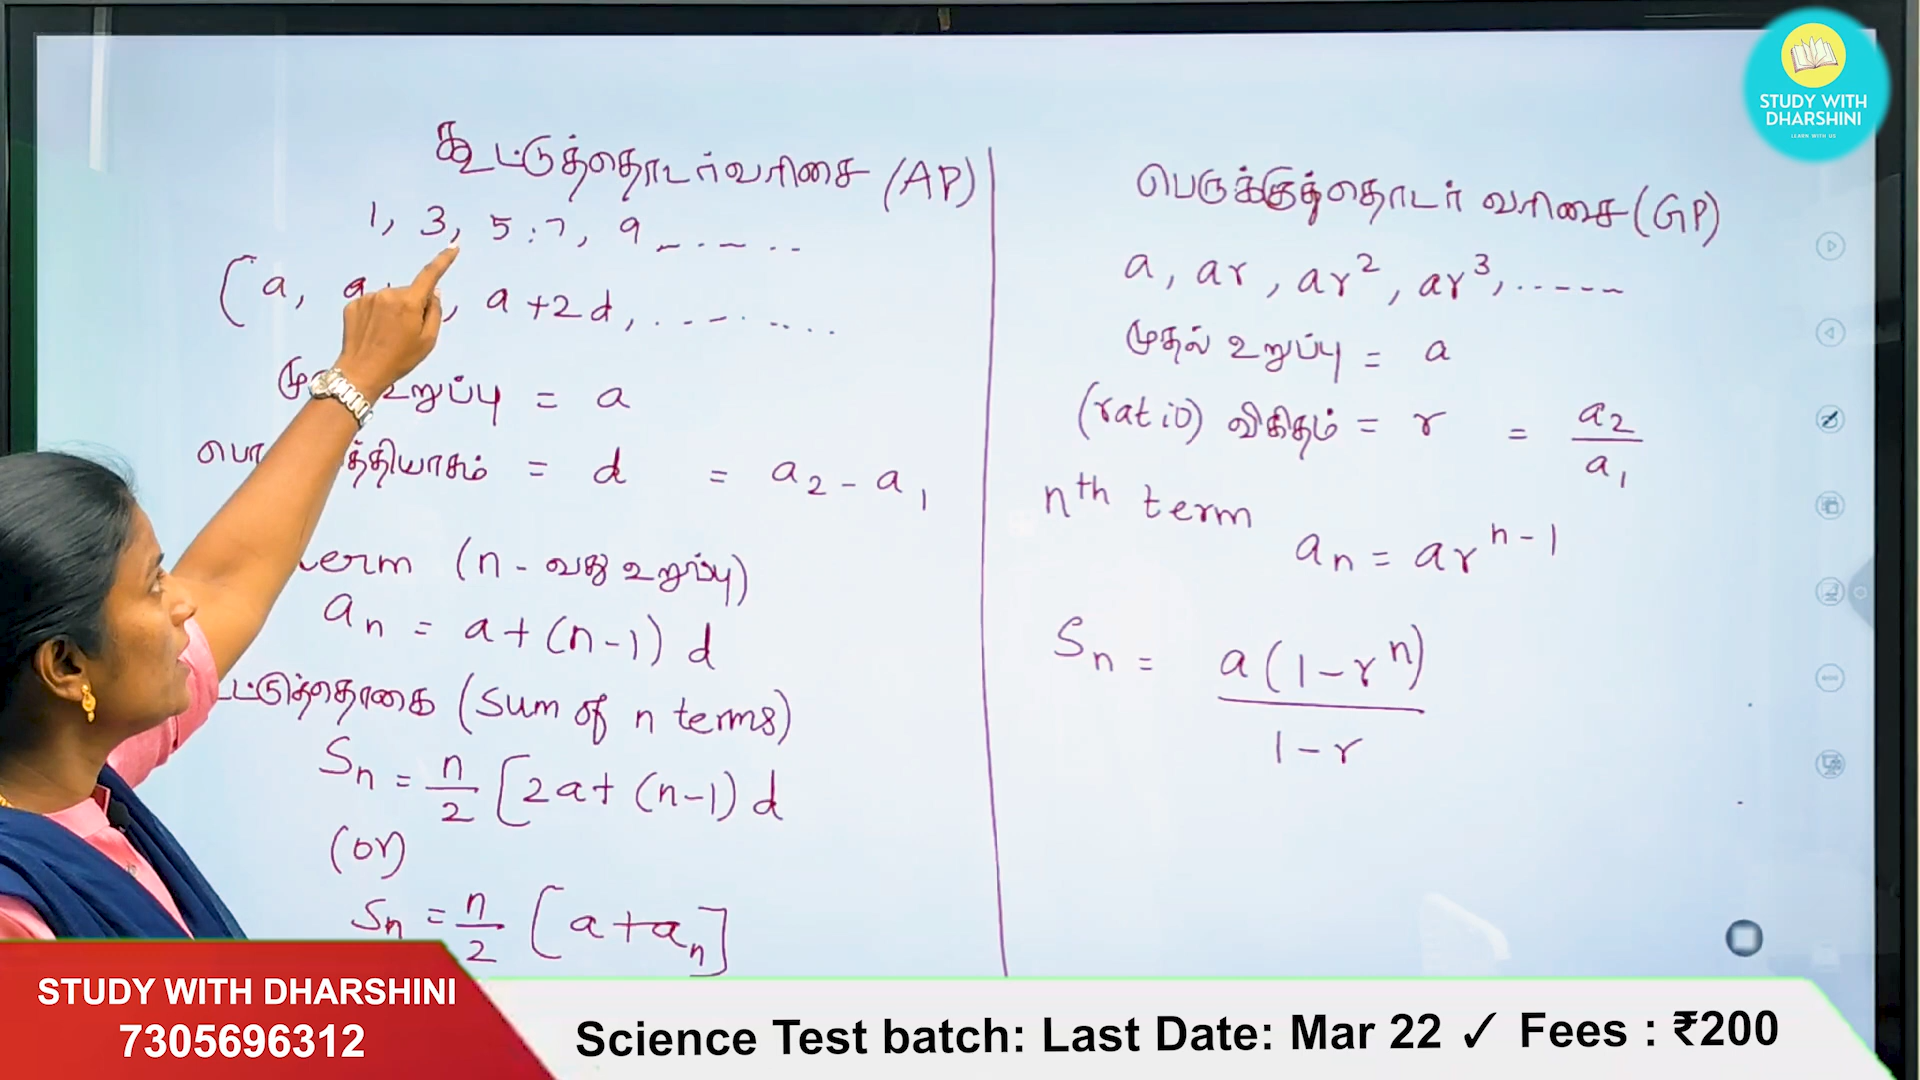 கூட்டுத்தொடர்வரிசை (AP)
1, 3, 5 : 7, 9 -.-...
(a, a + 2d, .........
உறுப்பு = a
த்தியாசம் = d = a₂ - a₁
term (n - வது உறுப்பு)
aₙ = a + (n-1) d
ட்டுத்தொகை (Sum of n terms)
Sₙ = n/2 [2a + (n-1) d
(or)
Sₙ = n/2 [a + aₙ]
பெருக்குத்தொடர் வரிசை (GP)
a, ar, ar², ar³, ......
முதல் உறுப்பு = a
(ratio) விகிதம் = r = a₂/a₁
nᵗʰ term
aₙ = arⁿ⁻¹
Sₙ = a(1-rⁿ)/1-r
STUDY WITH
DHARSHINI
LEARN WITH US
STUDY WITH DHARSHINI
7305696312
Science Test batch: Last Date: Mar 22 ✓ Fees : ₹200